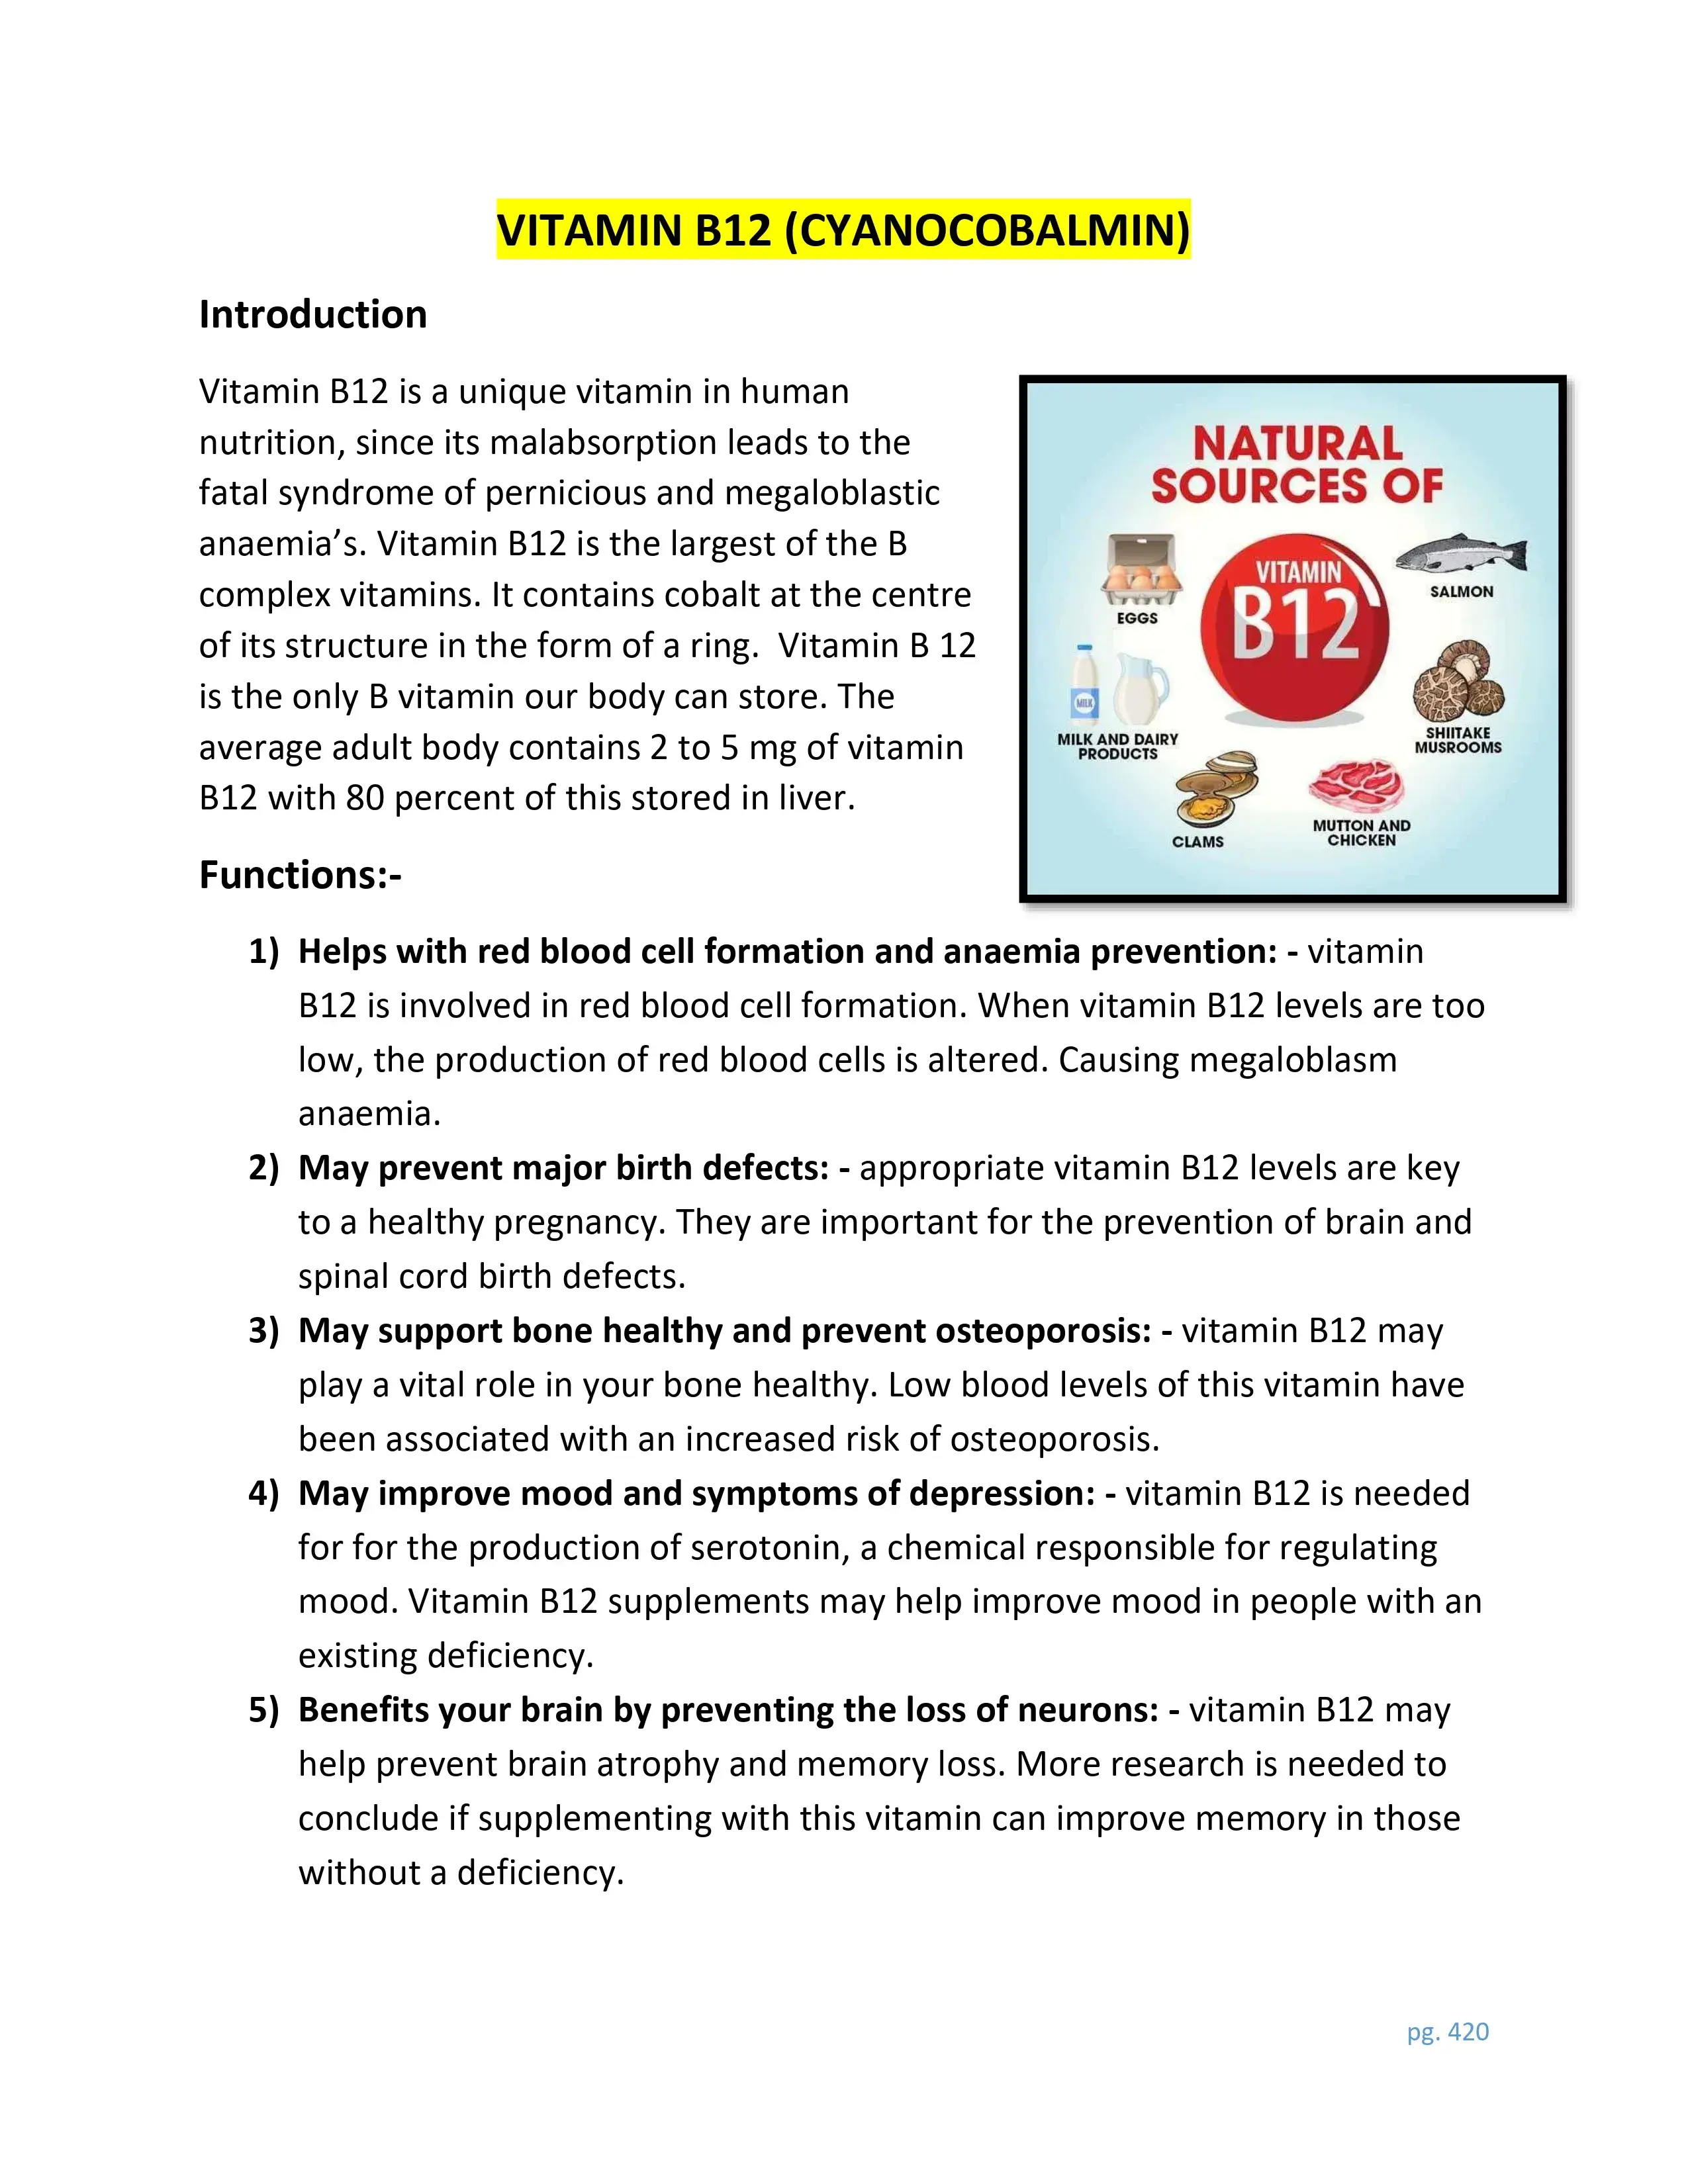 VITAMIN B12 (CYANOCOBALMIN)
Introduction
Vitamin B12 is a unique vitamin in human
nutrition, since its malabsorption leads to the
fatal syndrome of pernicious and megaloblastic
anaemia’s. Vitamin B12 is the largest of the B
complex vitamins. It contains cobalt at the centre
of its structure in the form of a ring.  Vitamin B 12
is the only B vitamin our body can store. The
average adult body contains 2 to 5 mg of vitamin
B12 with 80 percent of this stored in liver.
NATURAL
SOURCES OF
VITAMIN
B12
EGGS
SALMON
MILK
MILK AND DAIRY
PRODUCTS
SHIITAKE
MUSROOMS
CLAMS
MUTTON AND
CHICKEN
Functions:-
1) Helps with red blood cell formation and anaemia prevention: - vitamin
B12 is involved in red blood cell formation. When vitamin B12 levels are too
low, the production of red blood cells is altered. Causing megaloblasm
anaemia.
2) May prevent major birth defects: - appropriate vitamin B12 levels are key
to a healthy pregnancy. They are important for the prevention of brain and
spinal cord birth defects.
3) May support bone healthy and prevent osteoporosis: - vitamin B12 may
play a vital role in your bone healthy. Low blood levels of this vitamin have
been associated with an increased risk of osteoporosis.
4) May improve mood and symptoms of depression: - vitamin B12 is needed
for for the production of serotonin, a chemical responsible for regulating
mood. Vitamin B12 supplements may help improve mood in people with an
existing deficiency.
5) Benefits your brain by preventing the loss of neurons: - vitamin B12 may
help prevent brain atrophy and memory loss. More research is needed to
conclude if supplementing with this vitamin can improve memory in those
without a deficiency.
pg. 420